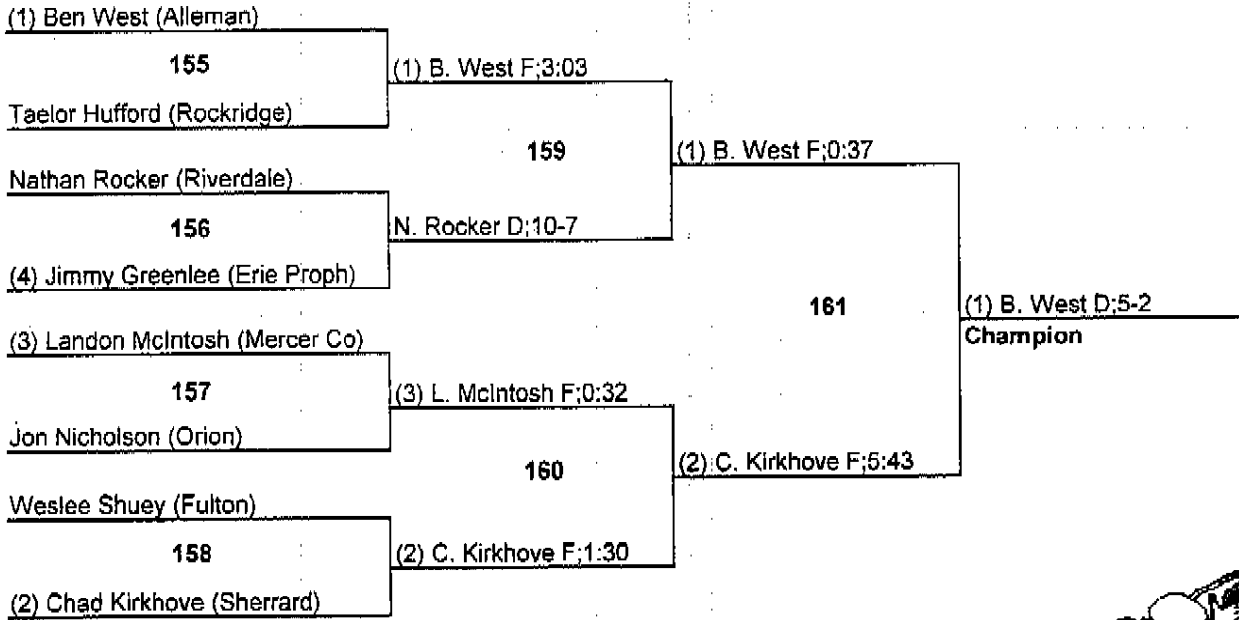 (1) Ben West (Alleman)
155
(1) B. West F;3:03
Taelor Hufford (Rockridge)
159
(1) B. West F;0:37
Nathan Rocker (Riverdale)
156
N. Rocker D;10-7
(4) Jimmy Greenlee (Erie Proph)
161
(1) B. West D;5-2
Champion
(3) Landon McIntosh (Mercer Co)
157
(3) L. McIntosh F;0:32
Jon Nicholson (Orion)
160
(2) C. Kirkhove F;5:43
Weslee Shuey (Fulton)
158
(2) C. Kirkhove F;1:30
(2) Chad Kirkhove (Sherrard)